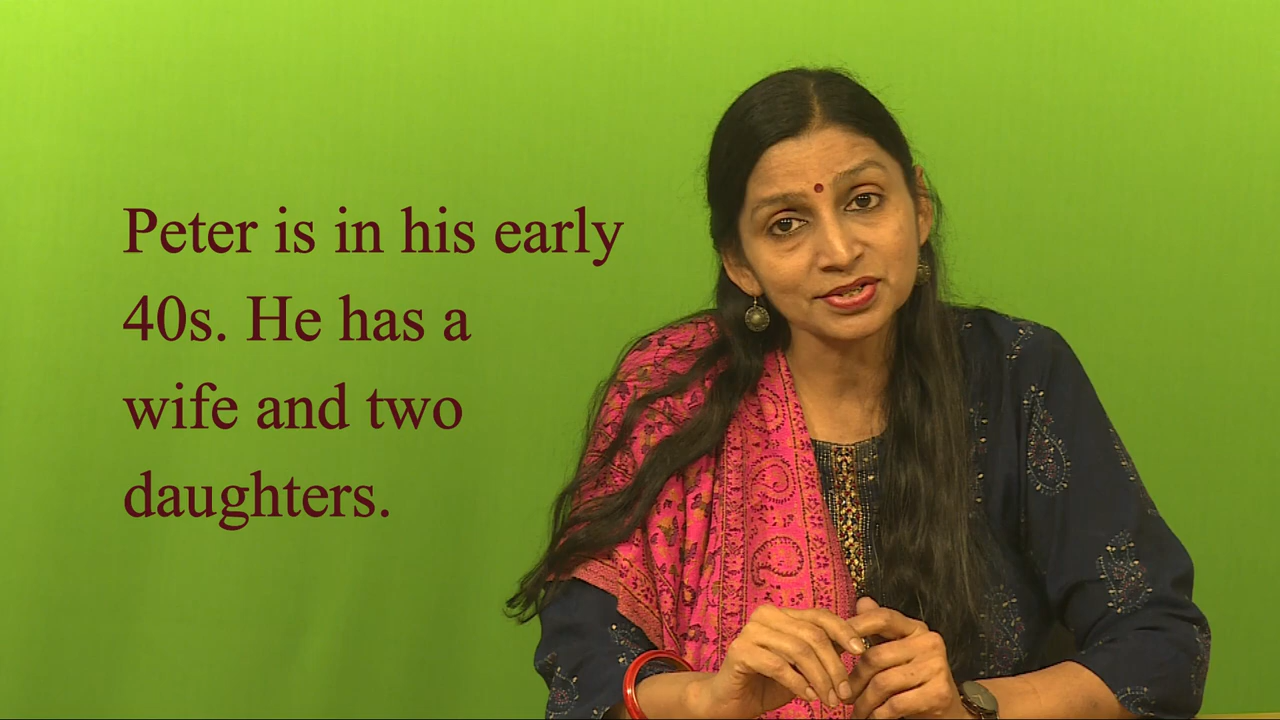 Peter is in his early
40s. He has a
wife and two
daughters.